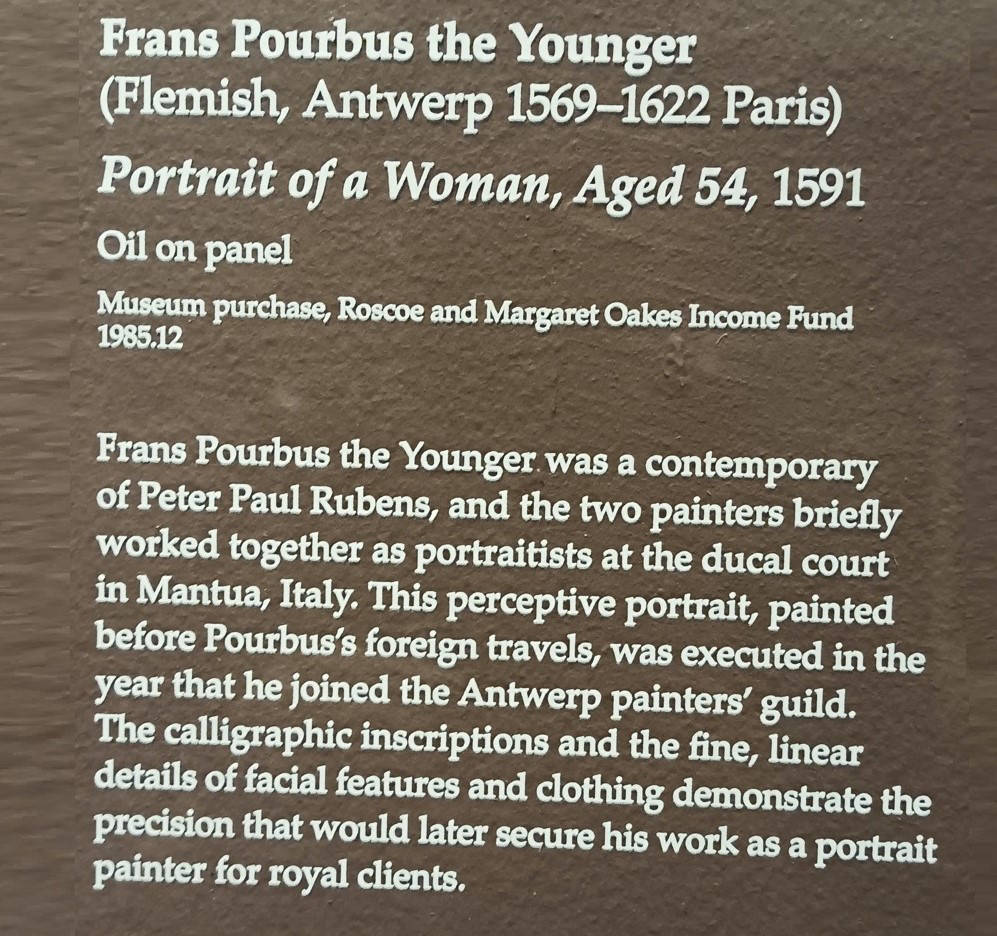 Frans Pourbus the Younger
(Flemish, Antwerp 1569–1622 Paris)
Portrait of a Woman, Aged 54, 1591
Oil on panel
Museum purchase, Roscoe and Margaret Oakes Income Fund
1985.12
Frans Pourbus the Younger was a contemporary
of Peter Paul Rubens, and the two painters briefly
worked together as portraitists at the ducal court
in Mantua, Italy. This perceptive portrait, painted
before Pourbus’s foreign travels, was executed in the
year that he joined the Antwerp painters’ guild.
The calligraphic inscriptions and the fine, linear
details of facial features and clothing demonstrate the
precision that would later secure his work as a portrait
painter for royal clients.